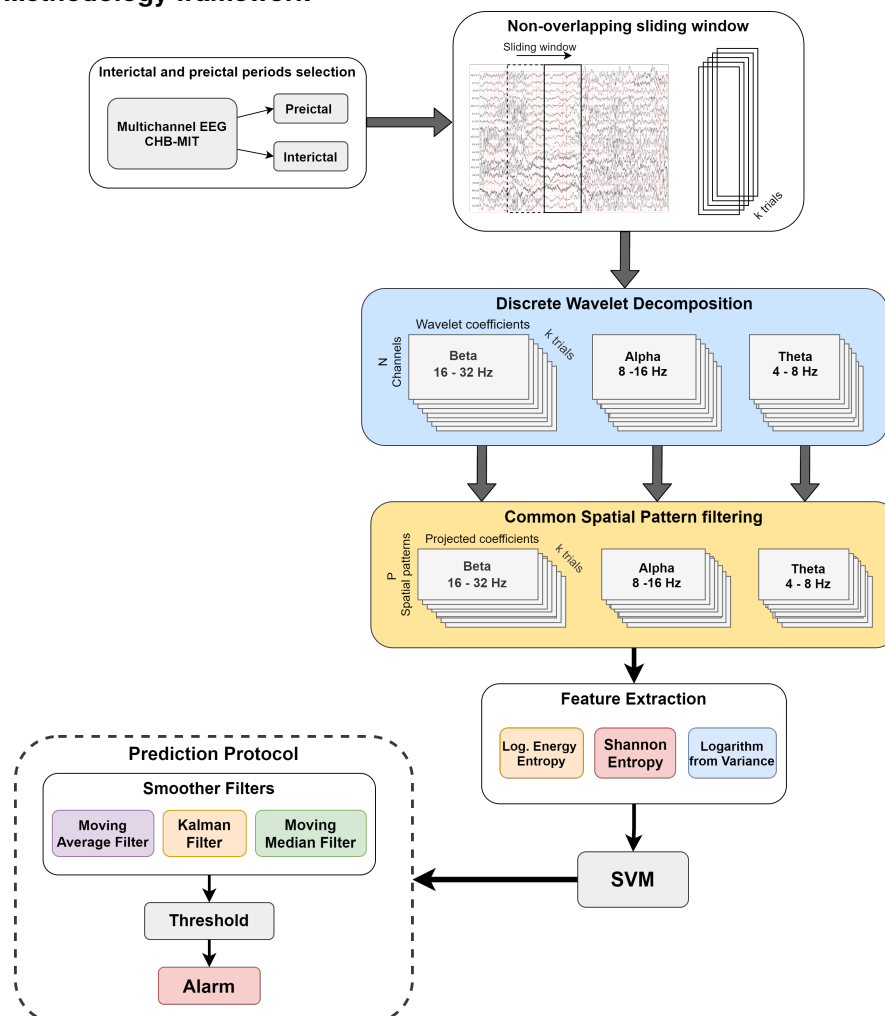 Non-overlapping sliding window
Sliding window
k trials
Interictal and preictal periods selection
Multichannel EEG
CHB-MIT
Preictal
Interictal
Discrete Wavelet Decomposition
Wavelet coefficients
k trials
N
Channels
Beta
16 - 32 Hz
Alpha
8 -16 Hz
Theta
4 - 8 Hz
Common Spatial Pattern filtering
Projected coefficients
k trials
P
Spatial patterns
Beta
16 - 32 Hz
Alpha
8 -16 Hz
Theta
4 - 8 Hz
Feature Extraction
Log. Energy
Entropy
Shannon
Entropy
Logarithm
from Variance
SVM
Prediction Protocol
Smoother Filters
Moving
Average Filter
Kalman
Filter
Moving
Median Filter
Threshold
Alarm